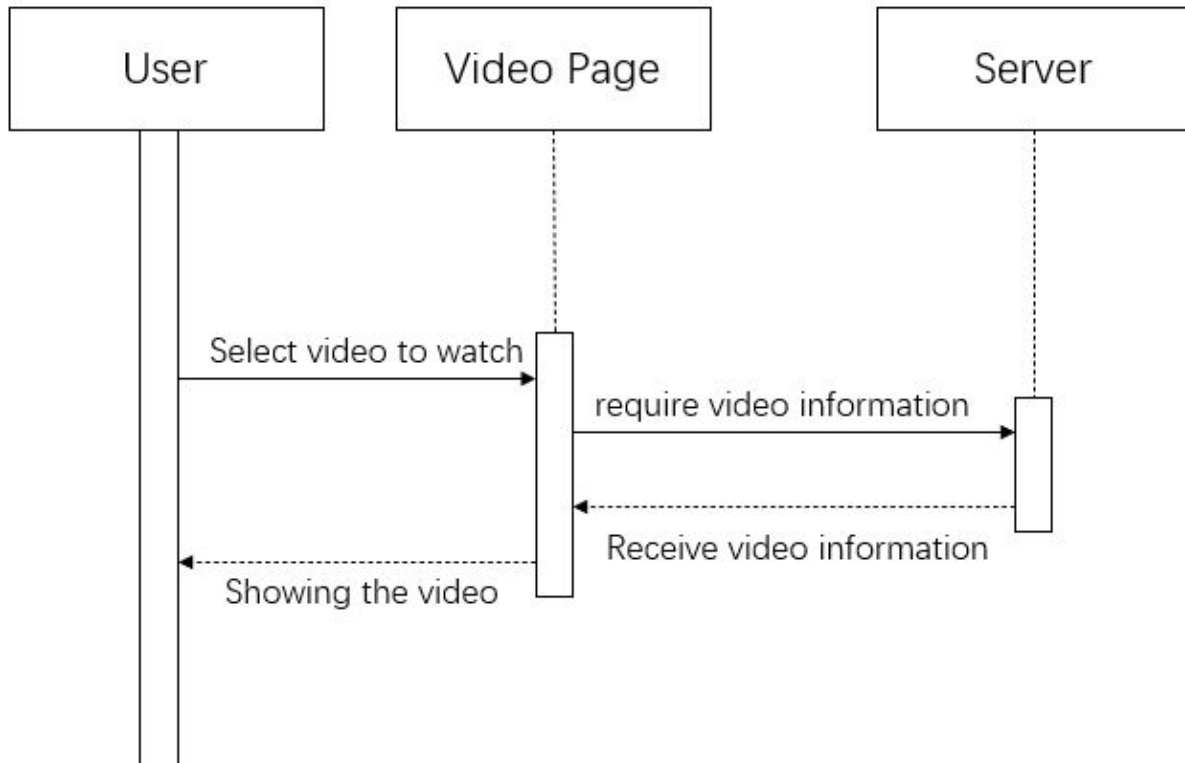 User
Video Page
Server
Select video to watch
require video information
Receive video information
Showing the video